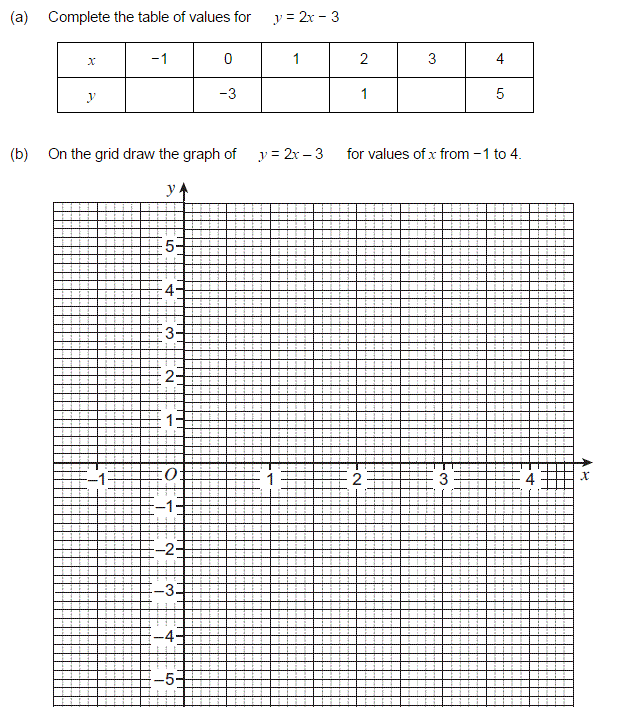 (a) Complete the table of values for y = 2x − 3
x −1 0 1 2 3 4
y −3 1 5
(b) On the grid draw the graph of y = 2x – 3 for values of x from −1 to 4.
y
5
4
3
2
1
–1 O 1 2 3 4 x
–1
–2
–3
–4
–5